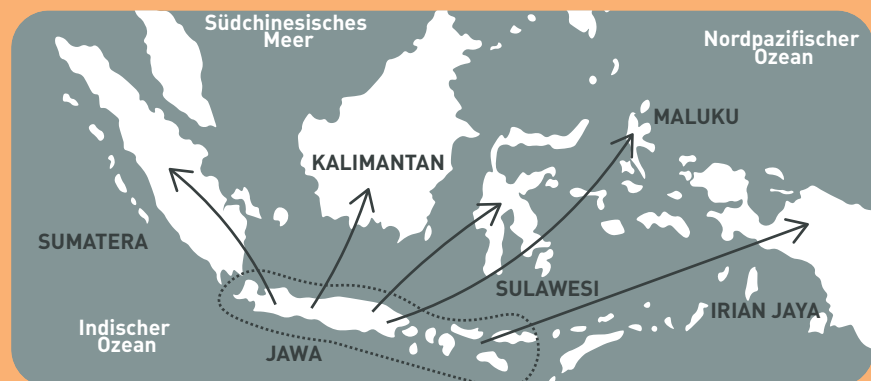 Südchinesisches
Meer
Nordpazifischer
Ozean
MALUKU
KALIMANTAN
SUMATERA
SULAWESI
IRIAN JAYA
Indischer
Ozean
JAWA